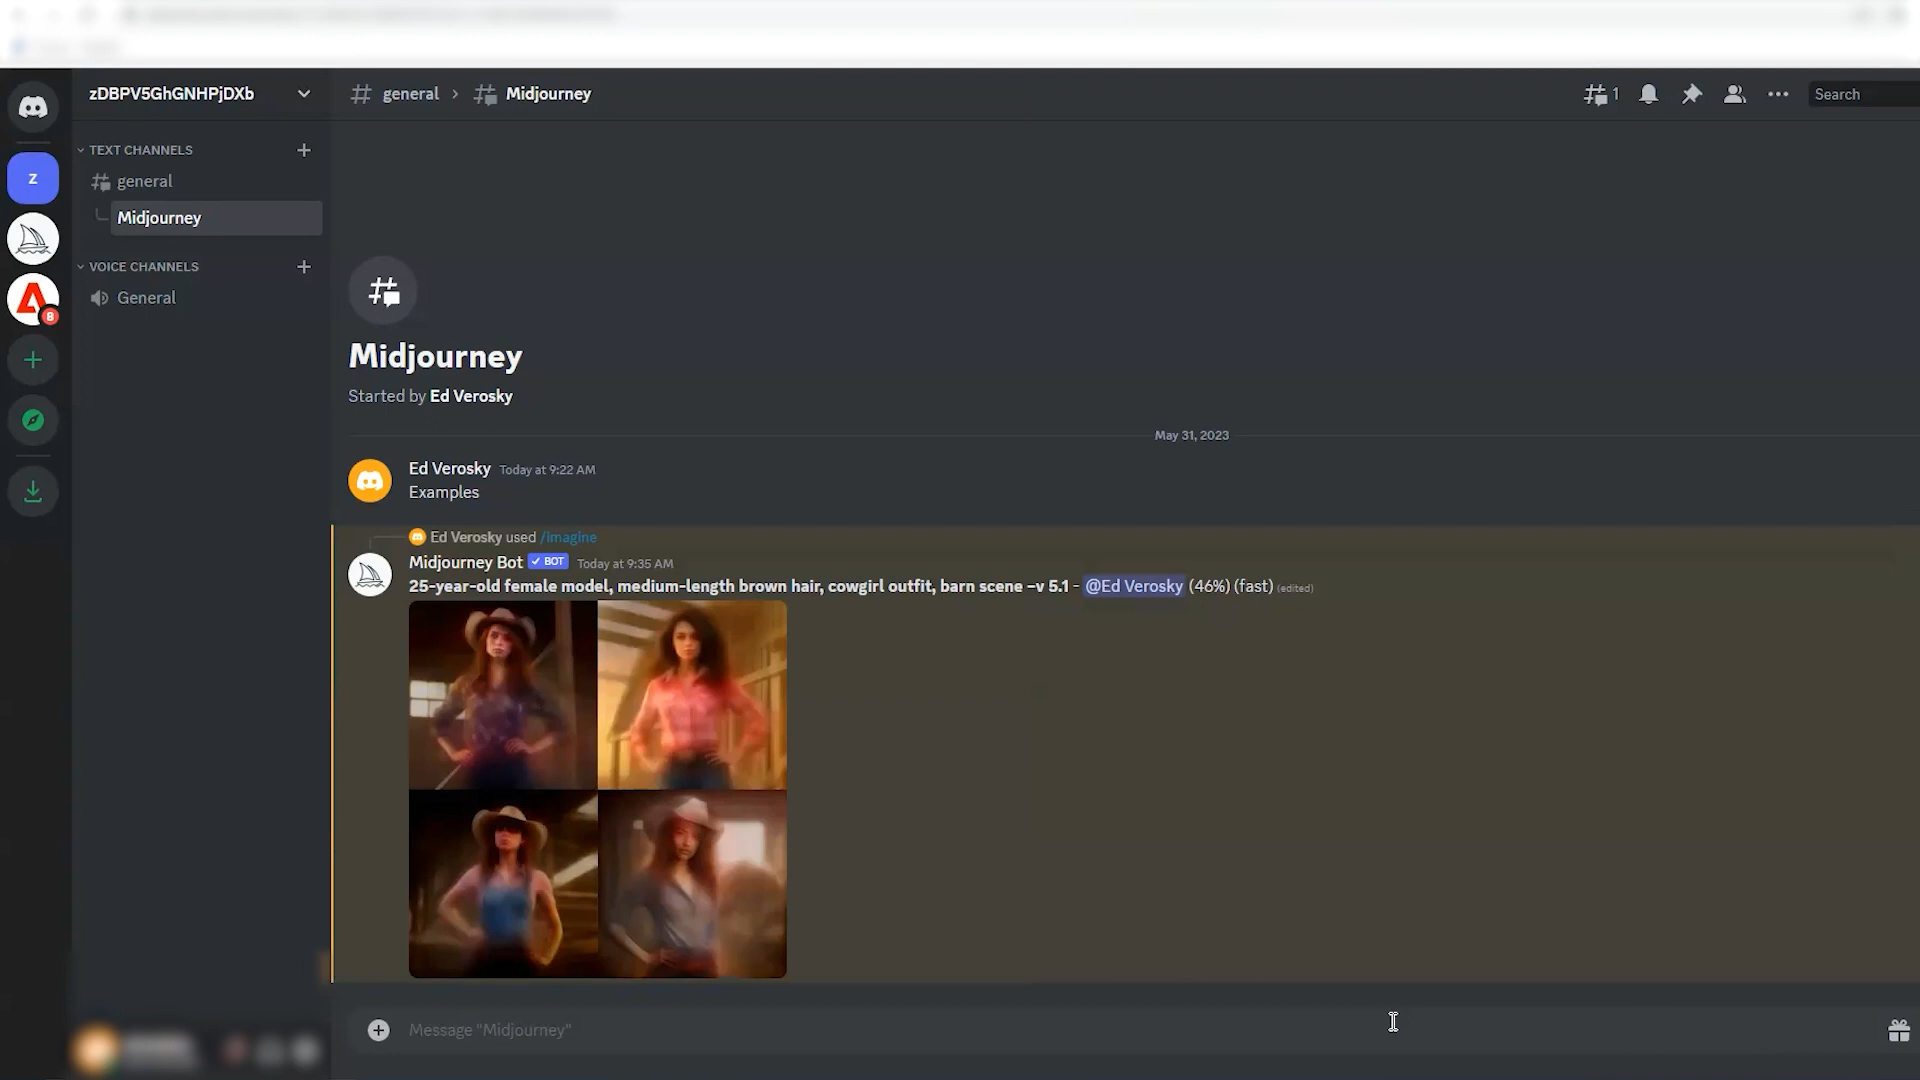 zDBPV5GhGNHPjDXb
general › Midjourney
1
Search
TEXT CHANNELS
general
Midjourney
VOICE CHANNELS
General
Z
8
Midjourney
Started by Ed Verosky
May 31, 2023
Ed Verosky Today at 9:22 AM
Examples
Ed Verosky used /imagine
Midjourney Bot ✓ BOT Today at 9:35 AM
25-year-old female model, medium-length brown hair, cowgirl outfit, barn scene –v 5.1 - @Ed Verosky (46%) (fast) (edited)
Message "Midjourney"